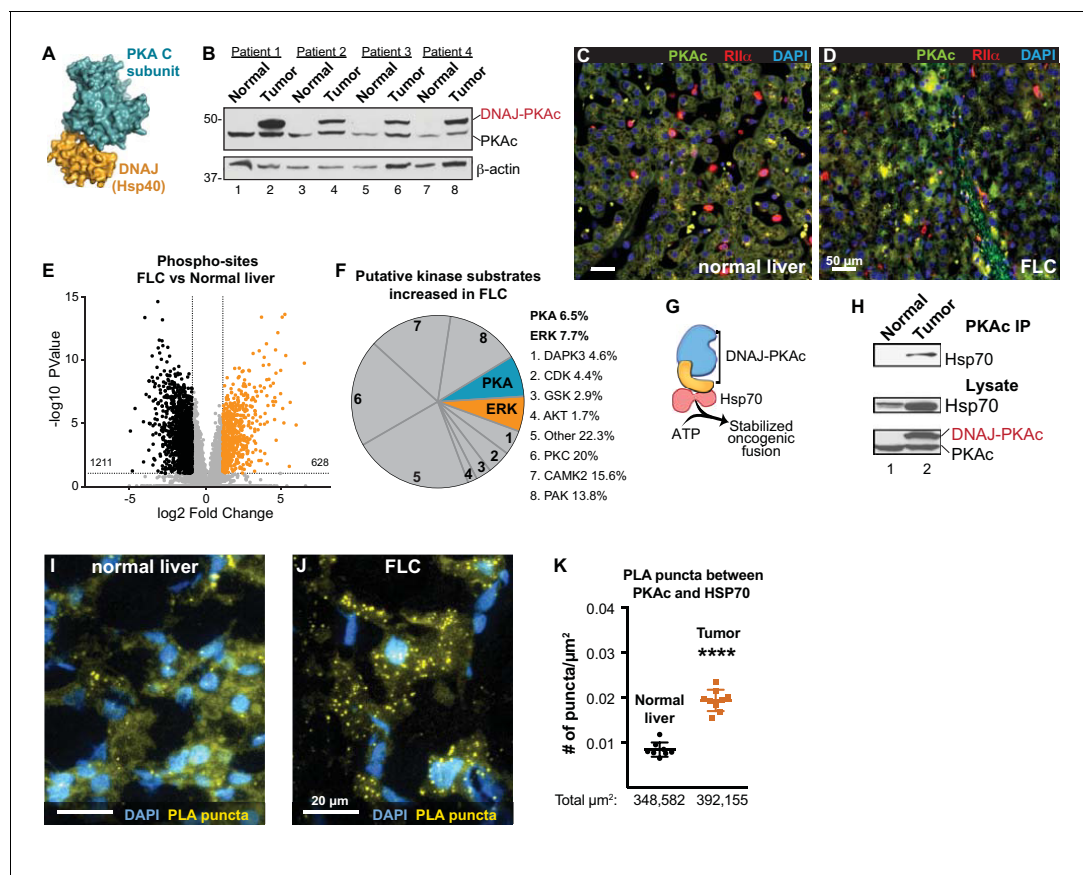 A
PKA C
subunit
DNAJ
(Hsp40)
B
Patient 1 Patient 2 Patient 3 Patient 4
Normal Tumor Normal Tumor Normal Tumor Normal Tumor
50-
DNAJ-PKAc
PKAc
β-actin
37-
1 2 3 4 5 6 7 8
C PKAc RIIα DAPI
normal liver
D PKAc RIIα DAPI
50 µm FLC
E
Phospho-sites
FLC vs Normal liver
-log10 PValue
15
10
5
0
1211 628
-5 0 5
log2 Fold Change
F
Putative kinase substrates
increased in FLC
7 8
PKA
ERK
6
1
2
3
4
5
PKA 6.5%
ERK 7.7%
1. DAPK3 4.6%
2. CDK 4.4%
3. GSK 2.9%
4. AKT 1.7%
5. Other 22.3%
6. PKC 20%
7. CAMK2 15.6%
8. PAK 13.8%
G
DNAJ-PKAc
Hsp70
ATP
Stabilized
oncogenic
fusion
H
Normal Tumor
PKAc IP
Hsp70
Lysate
Hsp70
DNAJ-PKAc
PKAc
1 2
I normal liver
DAPI PLA puncta
J FLC
20 µm
DAPI PLA puncta
K
PLA puncta between
PKAc and HSP70
# of puncta/µm²
0.04
0.03
0.02
0.01
Tumor
****
Normal
liver
Total µm²: 348,582 392,155